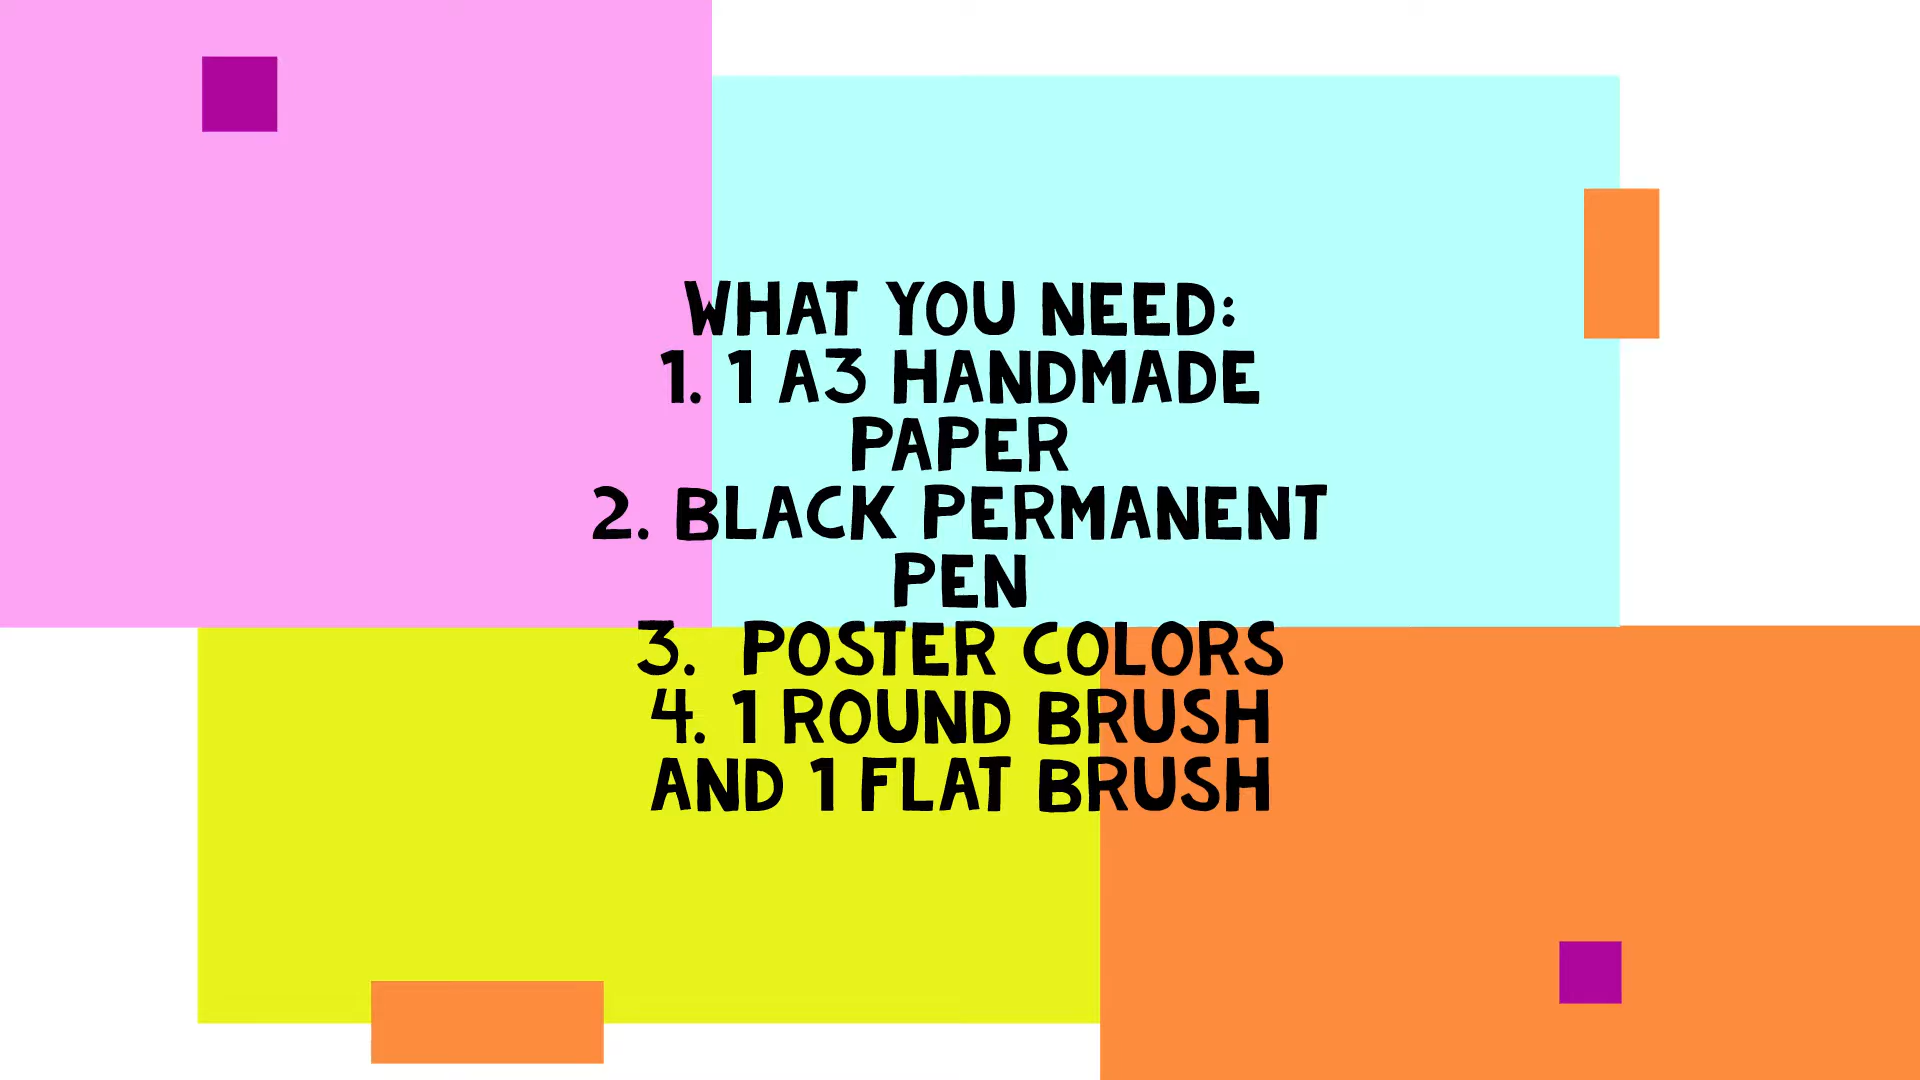 WHAT YOU NEED:
1. 1 A3 HANDMADE
PAPER
2. BLACK PERMANENT
PEN
3. POSTER COLORS
4. 1 ROUND BRUSH
AND 1 FLAT BRUSH